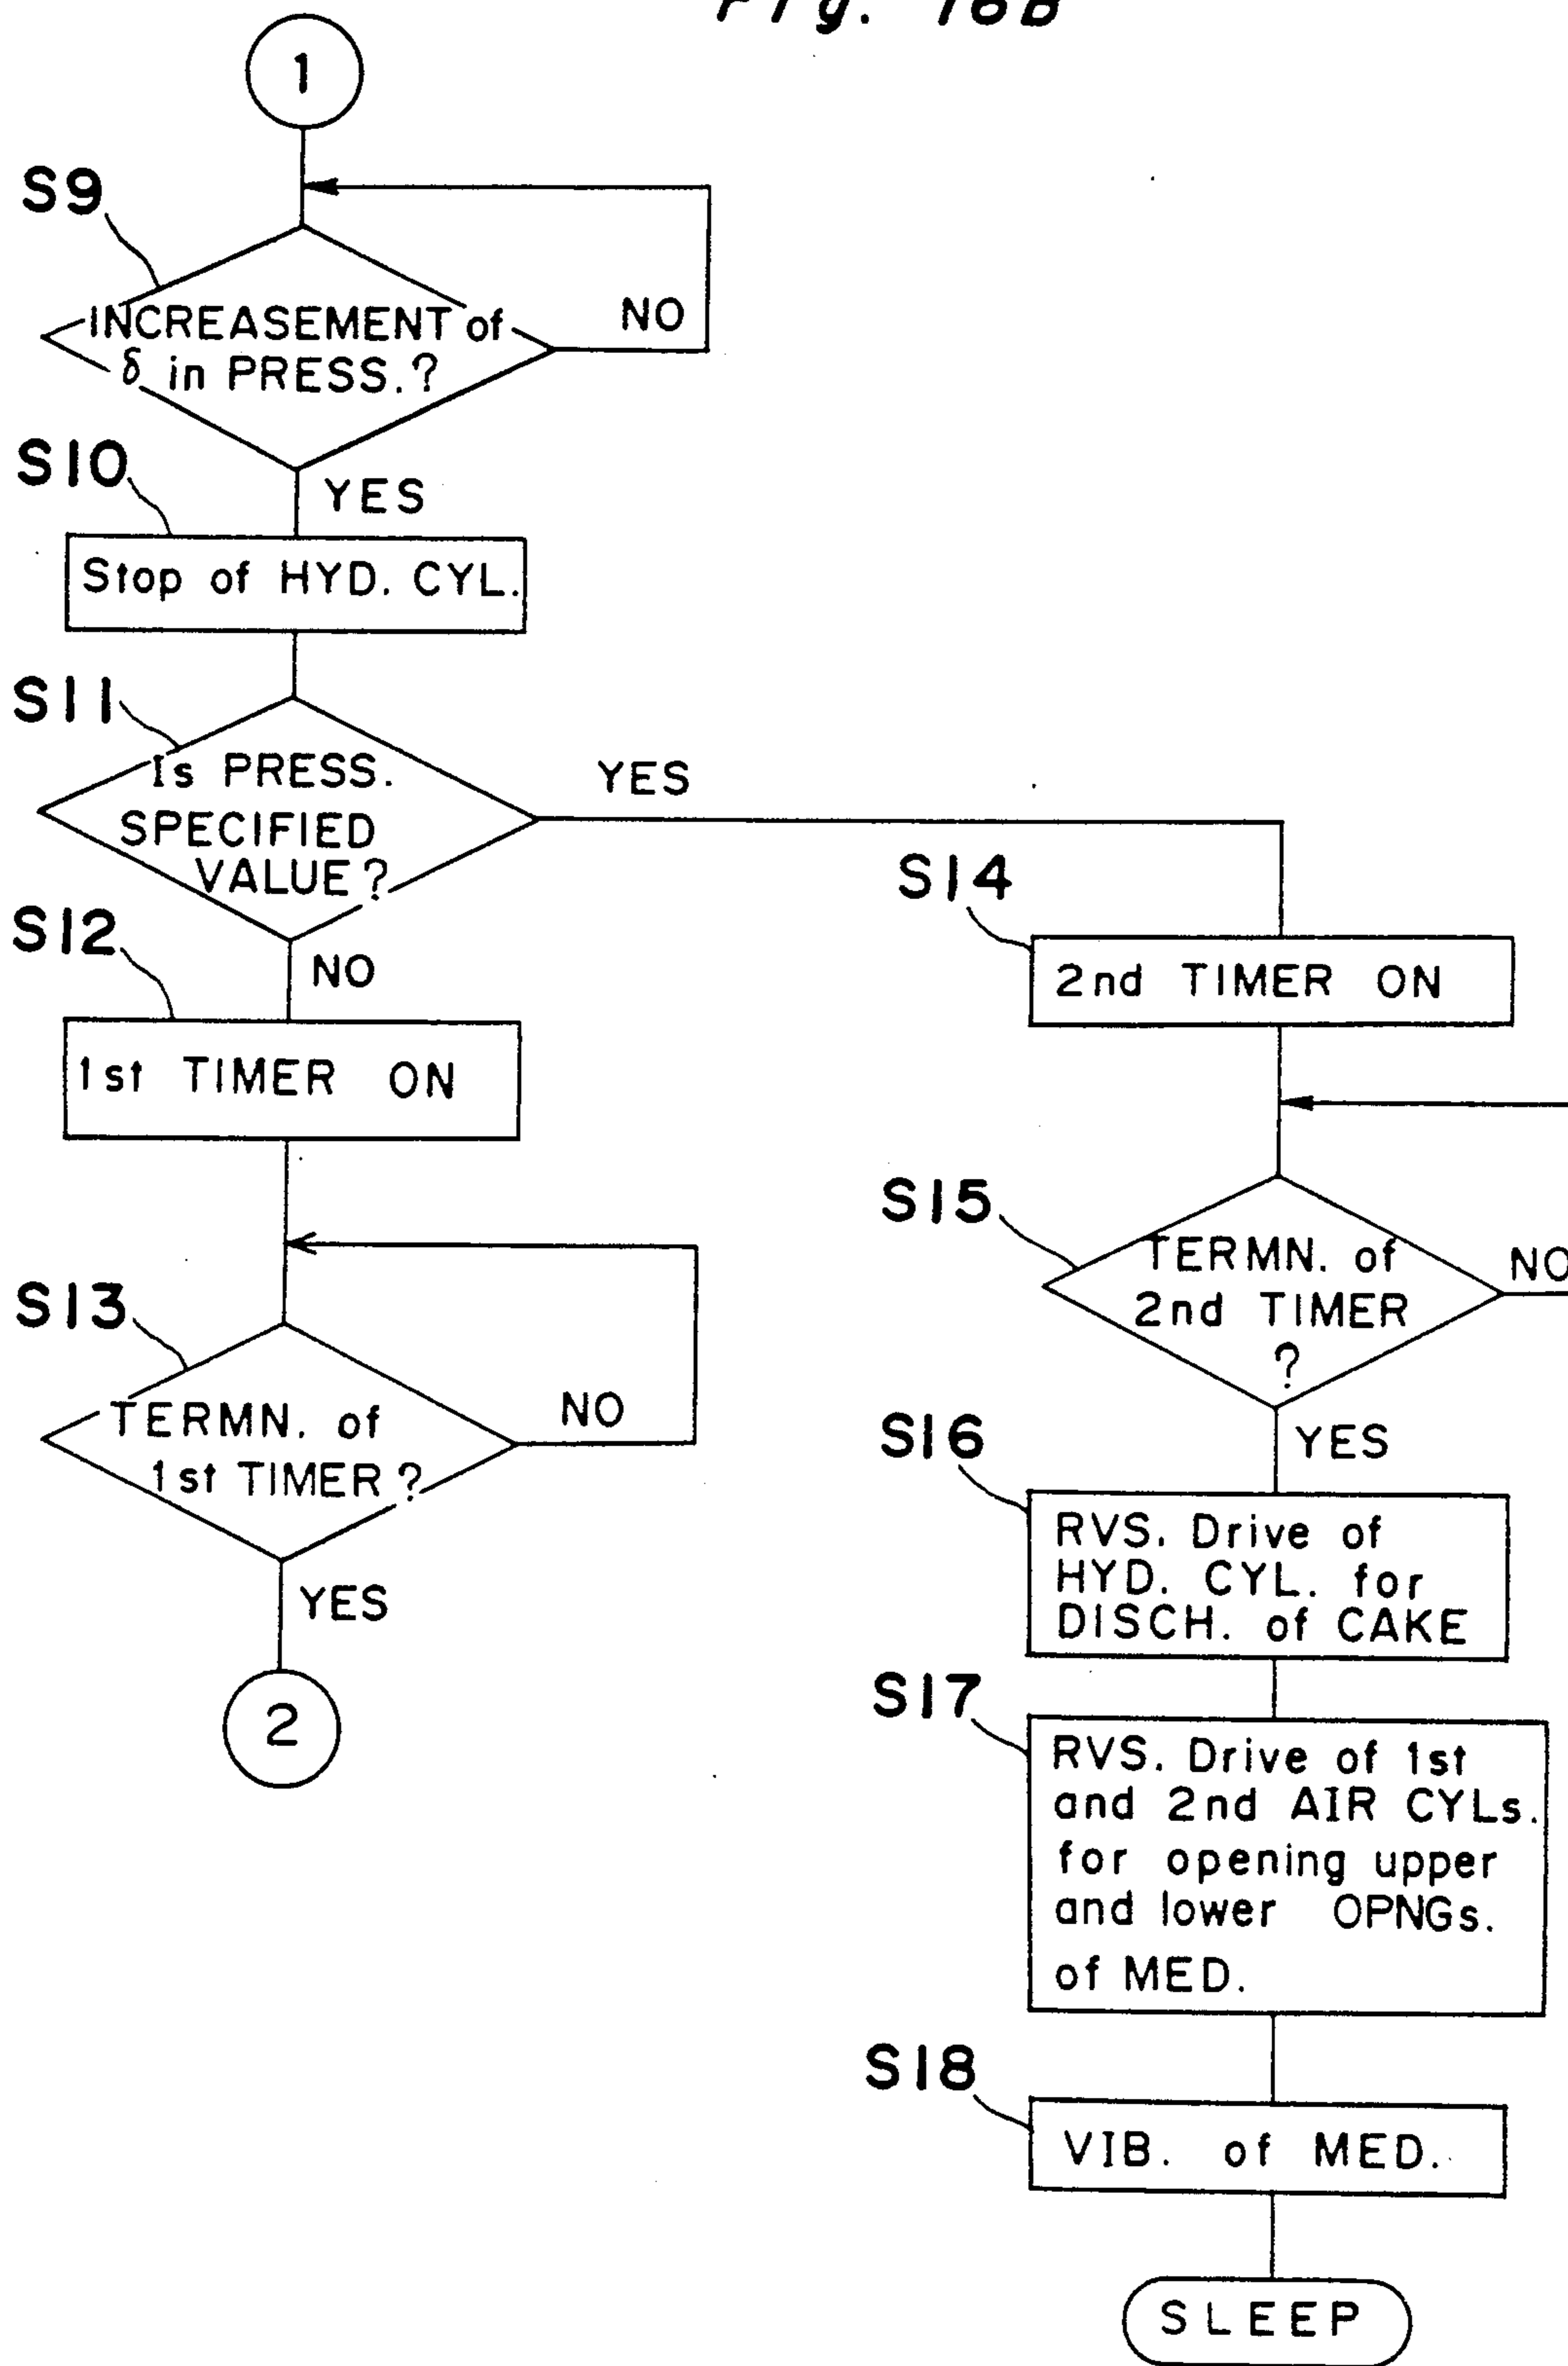 Fig. 16B
1
S9
INCREASEMENT of
δ in PRESS.?
NO
S10
YES
Stop of HYD. CYL.
S11
Is PRESS.
SPECIFIED
VALUE?
YES
S12
NO
1st TIMER ON
S13
TERMN. of
1st TIMER?
NO
YES
2
S14
2nd TIMER ON
S15
TERMN. of
2nd TIMER
?
NO
S16
YES
RVS. Drive of
HYD. CYL. for
DISCH. of CAKE
S17
RVS. Drive of 1st
and 2nd AIR CYLs.
for opening upper
and lower OPNGs.
of MED.
S18
VIB. of MED.
SLEEP